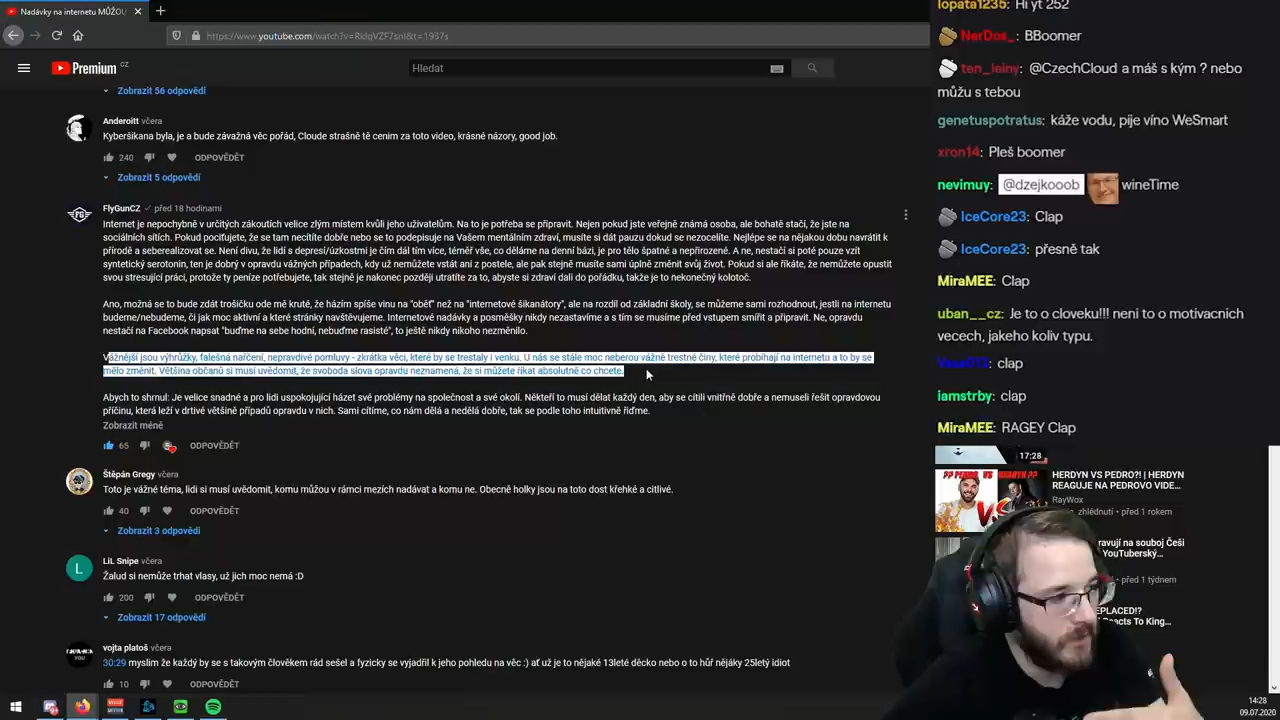 Nadávky na internetu MŮŽOU
https://www.youtube.com/watch?v=RkIqVZF7snI&t=1937s
Premium CZ
Hledat
Zobrazit 56 odpovědí
Anderoitt včera
Kyberšikana byla, je a bude závažná věc pořád, Cloude strašně tě cenim za toto video, krásné názory, good job.
240 ODPOVĚDĚT
Zobrazit 5 odpovědí
FlyGunCZ před 18 hodinami
Internet je nepochybně v určitých zákoutích velice zlým místem kvůli jeho uživatelům. Na to je potřeba se připravit. Nejen pokud jste veřejně známá osoba, ale bohatě stačí, že jste na
sociálních sítích. Pokud pociťujete, že se tam necítíte dobře nebo se to podepisuje na Vašem mentálním zdraví, musíte si dát pauzu dokud se nezocelíte. Nejlépe se na nějakou dobu navrátit k
přírodě a seberealizovat se. Není divu, že lidí s depresí/úzkostmi je čím dál tím více, téměř vše, co děláme na denní bázi, je pro tělo špatné a nepřirozené. A ne, nestačí si poté pouze vzít
syntetický serotonin, ten je dobrý v opravdu vážných případech, kdy už nemůžete vstát ani z postele, ale pak stejně musíte sami úplně změnit svůj život. Pokud si ale říkáte, že nemůžete opustit
svou stresující práci, protože ty peníze potřebujete, tak stejně je nakonec později utratíte za to, abyste si zdraví dali do pořádku, takže je to nekonečný kolotoč.
Ano, možná se to bude zdát trošičku ode mě kruté, že házím spíše vinu na "oběť" než na "internetové šikanátory", ale na rozdíl od základní školy, se můžeme sami rozhodnout, jestli na internetu
budeme/nebudeme, či jak moc aktivní a které stránky navštěvujeme. Internetové nadávky a posměšky nikdy nezastavíme a s tím se musíme před vstupem smířit a připravit. Ne, opravdu
nestačí na Facebook napsat "buďme na sebe hodní, nebuďme rasisté", to ještě nikdy nikoho nezměnilo.
Vážnější jsou výhrůžky, falešná nařčení, nepravdivé pomluvy - zkrátka věci, které by se trestaly i venku. U nás se stále moc neberou vážně trestné činy, které probíhají na internetu a to by se
mělo změnit. Většina občanů si musí uvědomit, že svoboda slova opravdu neznamená, že si můžete říkat absolutně co chcete.
Abych to shrnul: Je velice snadné a pro lidi uspokojující házet své problémy na společnost a své okolí. Někteří to musí dělat každý den, aby se cítili vnitřně dobře a nemuseli řešit opravdovou
příčinu, která leží v drtivé většině případů opravdu v nich. Sami cítíme, co nám dělá a nedělá dobře, tak se podle toho intuitivně řiďme.
Zobrazit méně
65 ODPOVĚDĚT
Štěpán Gregy včera
Toto je vážné téma, lidi si musí uvědomit, komu můžou v rámci mezích nadávat a komu ne. Obecně holky jsou na toto dost křehké a citlivé.
40 ODPOVĚDĚT
Zobrazit 3 odpovědi
L
LiL Snipe včera
Žalud si nemůže trhat vlasy, už jich moc nemá :D
200 ODPOVĚDĚT
Zobrazit 17 odpovědí
vojta platoš včera
30:29 myslim že každý by se s takovým člověkem rád sešel a fyzicky se vyjadřil k jeho pohledu na věc :) ať už je to nějaké 13leté děcko nebo o to hůř nějáky 25letý idiot
10 ODPOVĚDĚT
lopata1235: Hi yt 252
NerDos_: BBoomer
ten_leiny: @CzechCloud a máš s kým ? nebo
můžu s tebou
genetuspotratus: káže vodu, pije víno WeSmart
xron14: Pleš boomer
nevimuy: @dzejkooob wineTime
IceCore23: Clap
IceCore23: přesně tak
MiraMEE: Clap
uban__cz: Je to o cloveku!!! neni to o motivacnich
vecech, jakeho koliv typu.
clap
iamstrby: clap
MiraMEE: RAGEY Clap
17:28
HERDYN VS PEDRO?! | HERDYN
REAGUJE NA PEDROVO VIDE...
RayWox
zhlédnutí • před 1 rokem
ravují na souboj Češi
YouTuberský...
před 1 týdnem
EPLACED!?
cts To King...
14:28
09.07.2020